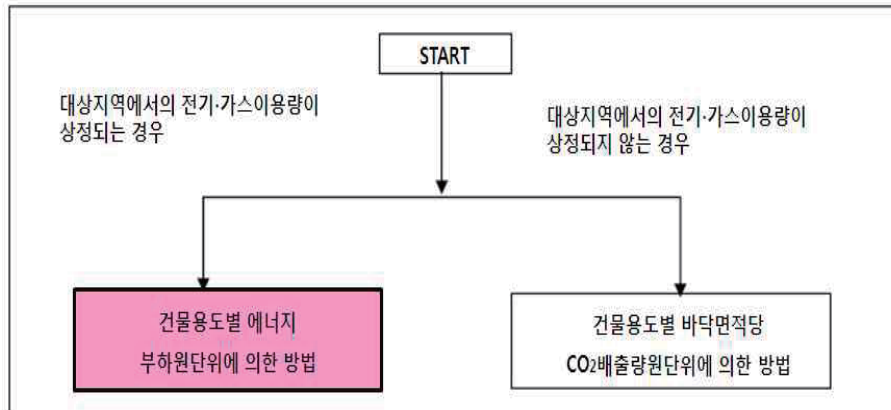 START
대상지역에서의 전기·가스이용량이
상정되는 경우
대상지역에서의 전기·가스이용량이
상정되지 않는 경우
건물용도별 에너지
부하원단위에 의한 방법
건물용도별 바닥면적당
CO2배출량원단위에 의한 방법